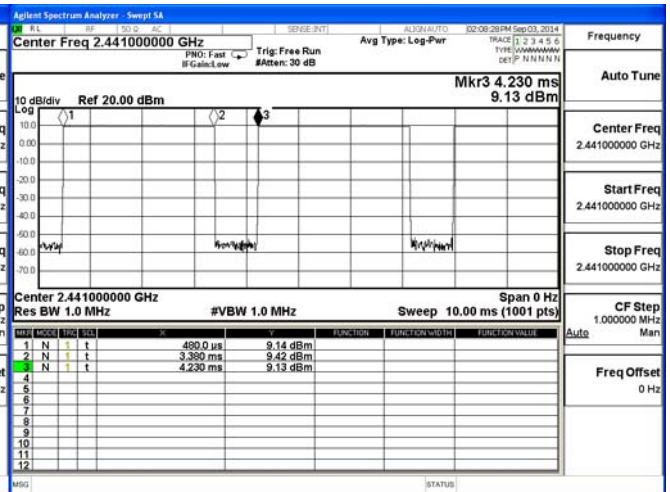 Agilent Spectrum Analyzer - Swept SA
RL RF 50 Ω AC SENSE:INT ALIGNAUTO 02:08:28 PM Sep 03, 2014
Center Freq 2.441000000 GHz
PNO: Fast
IFGain:Low
Trig: Free Run
#Atten: 30 dB
Avg Type: Log-Pwr
TRACE 1 2 3 4 5 6
TYPE
DET P N N N N N
Frequency
Mkr3 4.230 ms
9.13 dBm
Auto Tune
10 dB/div Ref 20.00 dBm
Log
1 2 3
10.0
0.00
-10.0
-20.0
-30.0
-40.0
-50.0
-60.0
-70.0
Center Freq
2.441000000 GHz
Start Freq
2.441000000 GHz
Stop Freq
2.441000000 GHz
Center 2.441000000 GHz Span 0 Hz
Res BW 1.0 MHz #VBW 1.0 MHz Sweep 10.00 ms (1001 pts)
CF Step
1.000000 MHz
Auto Man
MKR MODE TRC SCL X Y FUNCTION FUNCTION WIDTH FUNCTION VALUE
1 N 1 t 480.0 µs 9.14 dBm
2 N 1 t 3.380 ms 9.42 dBm
3 N 1 t 4.230 ms 9.13 dBm
4
5
6
7
8
9
10
11
12
Freq Offset
0 Hz
MSG STATUS